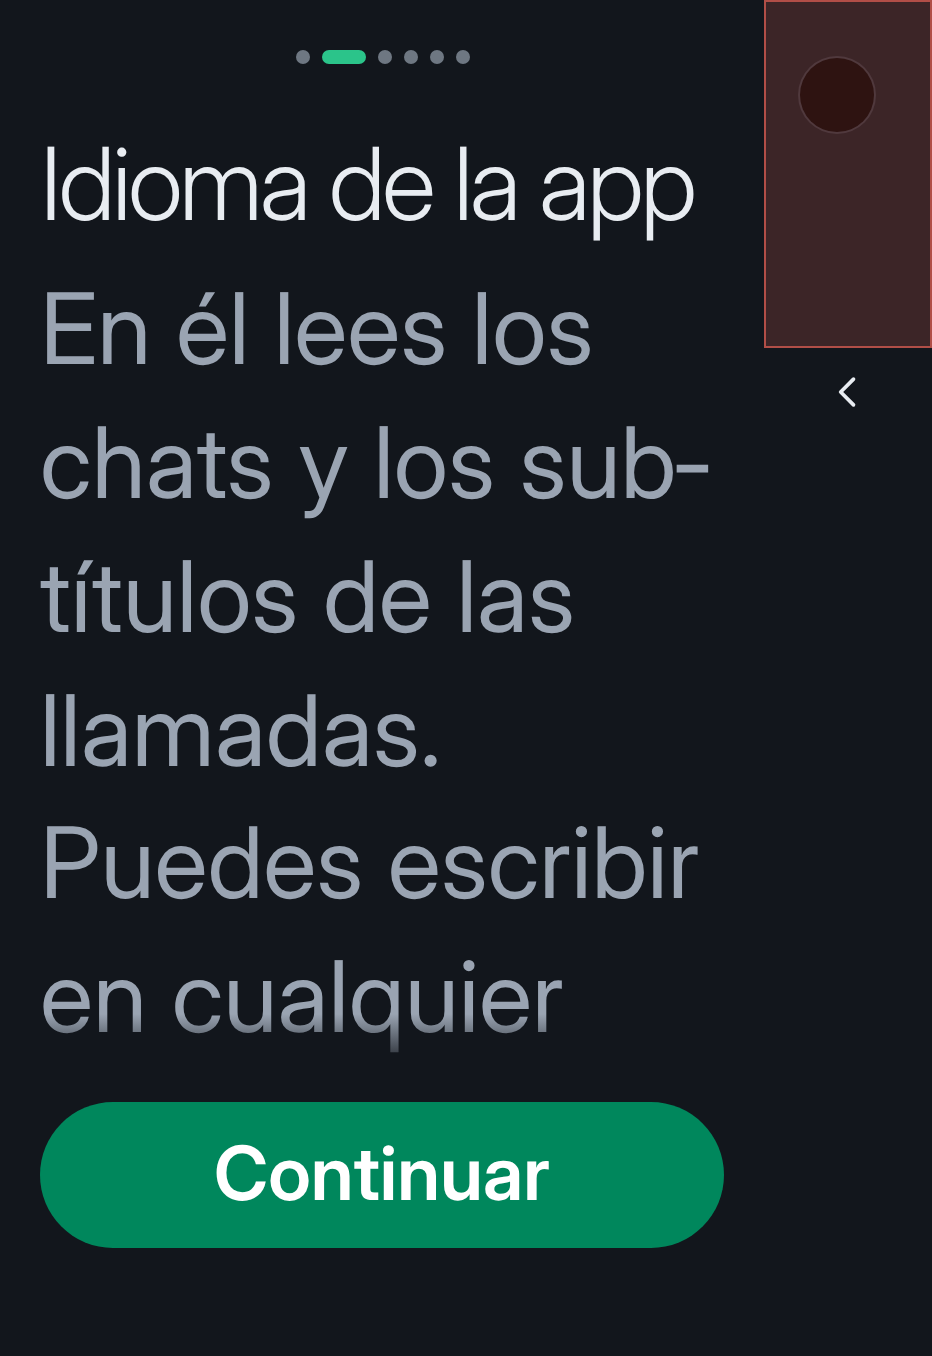 Idioma de la app
En él lees los
chats y los sub-
títulos de las
llamadas.
Puedes escribir
en cualquier
Continuar